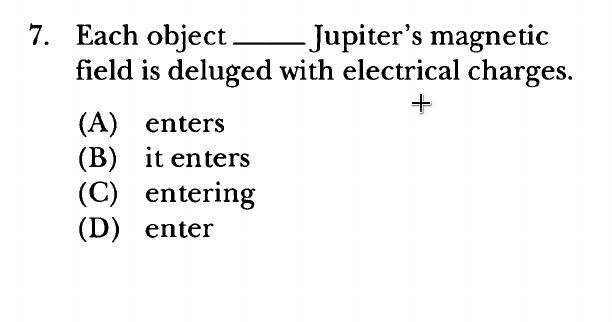 7. Each object _____ Jupiter's magnetic
field is deluged with electrical charges.
(A) enters
(B) it enters
(C) entering
(D) enter